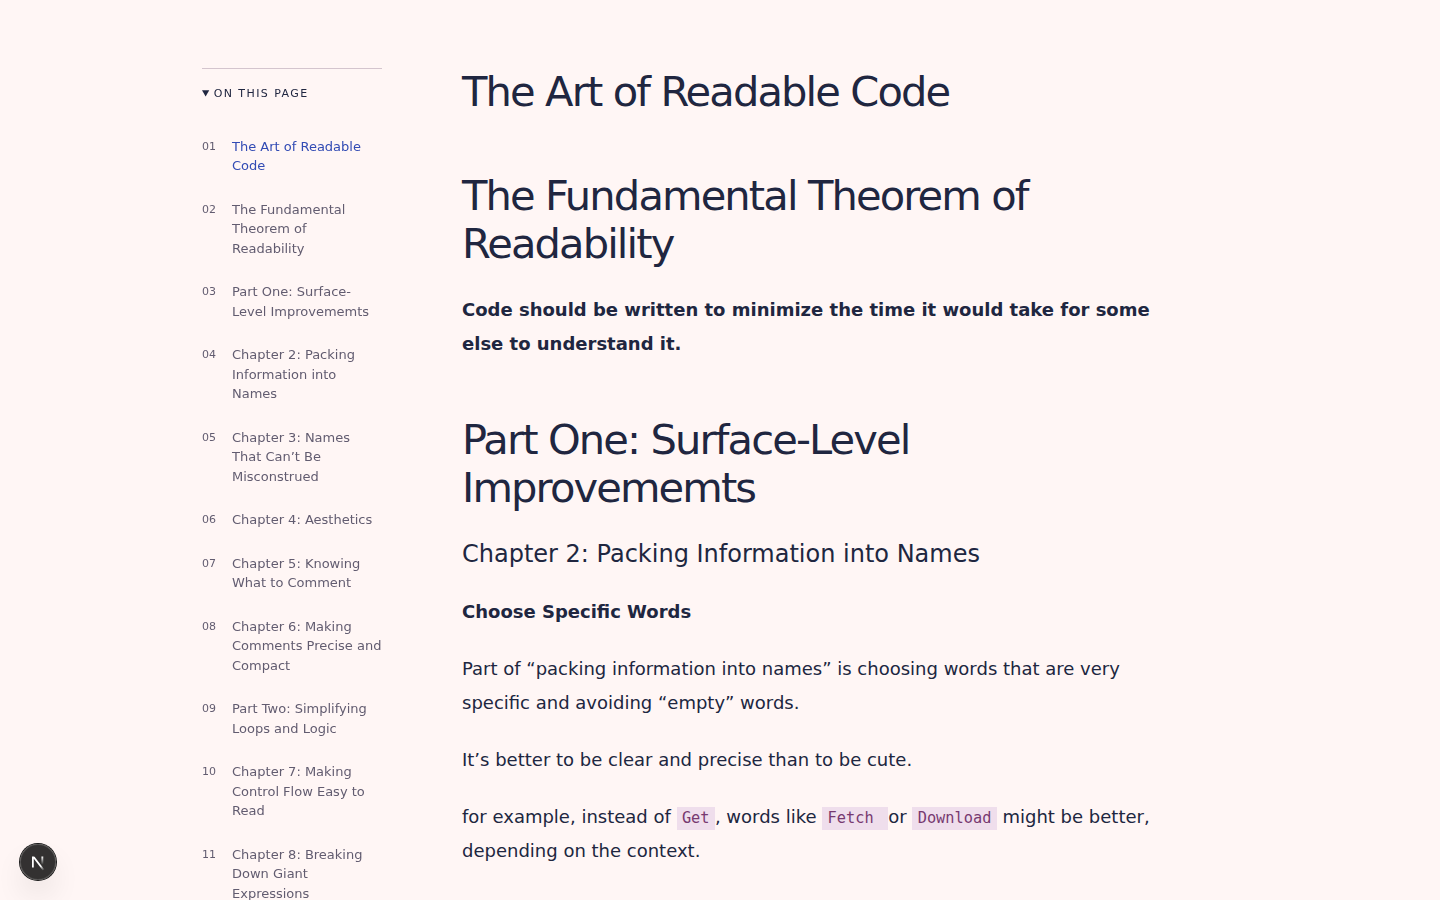 ▼ ON THIS PAGE
01 The Art of Readable
Code
02 The Fundamental
Theorem of
Readability
03 Part One: Surface-
Level Improvememts
04 Chapter 2: Packing
Information into
Names
05 Chapter 3: Names
That Can’t Be
Misconstrued
06 Chapter 4: Aesthetics
07 Chapter 5: Knowing
What to Comment
08 Chapter 6: Making
Comments Precise and
Compact
09 Part Two: Simplifying
Loops and Logic
10 Chapter 7: Making
Control Flow Easy to
Read
11 Chapter 8: Breaking
Down Giant
Expressions
The Art of Readable Code
The Fundamental Theorem of
Readability
Code should be written to minimize the time it would take for some
else to understand it.
Part One: Surface-Level
Improvememts
Chapter 2: Packing Information into Names
Choose Specific Words
Part of “packing information into names” is choosing words that are very
specific and avoiding “empty” words.
It’s better to be clear and precise than to be cute.
for example, instead of Get, words like Fetch or Download might be better,
depending on the context.
N